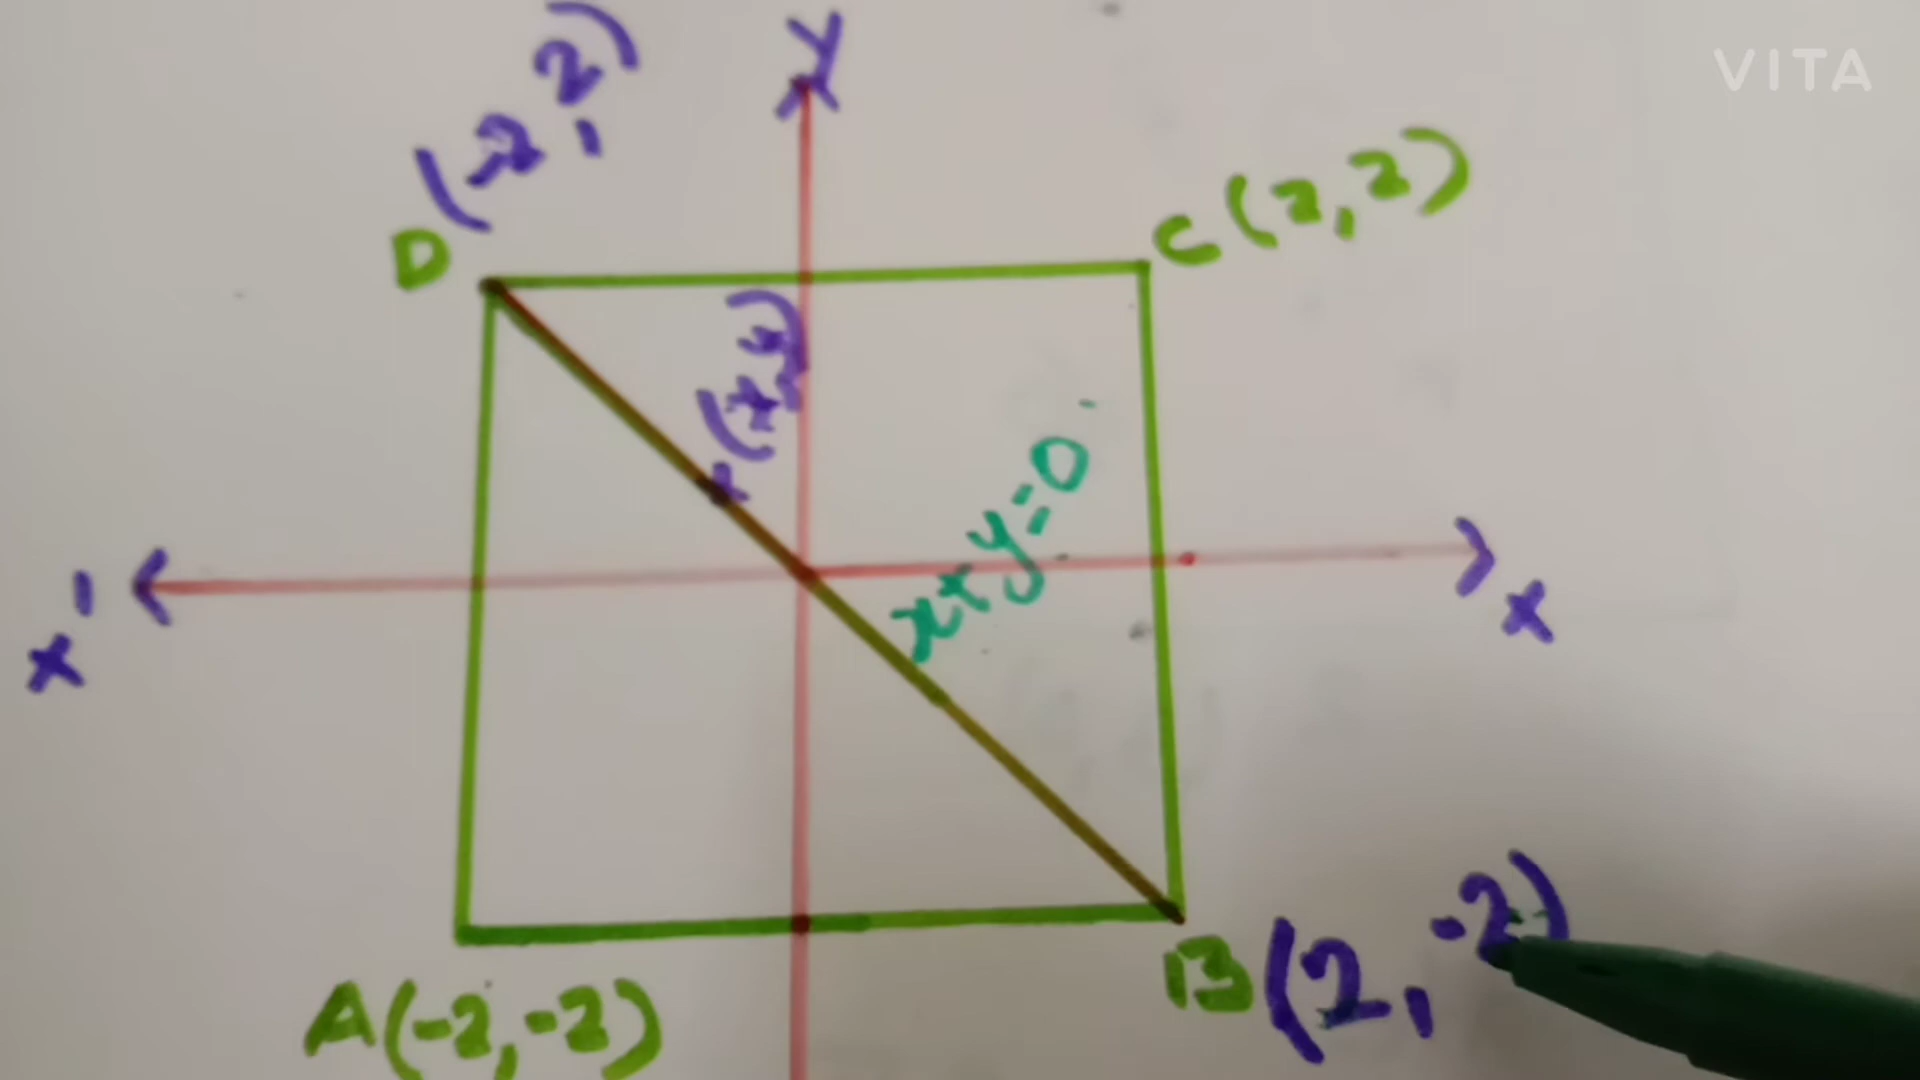 y
VITA
(-2, 2)
C (2, 2)
D
(x, y)
x+y=0
x'
x
A(-2, -2)
B (2, -2)